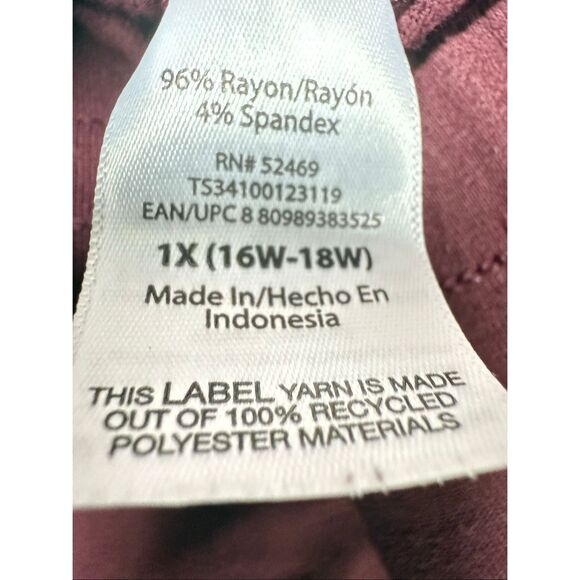 96% Rayon/Rayón
4% Spandex
RN# 52469
TS34100123119
EAN/UPC 8 80989383525
1X (16W-18W)
Made In/Hecho En
Indonesia
THIS LABEL YARN IS MADE
OUT OF 100% RECYCLED
POLYESTER MATERIALS